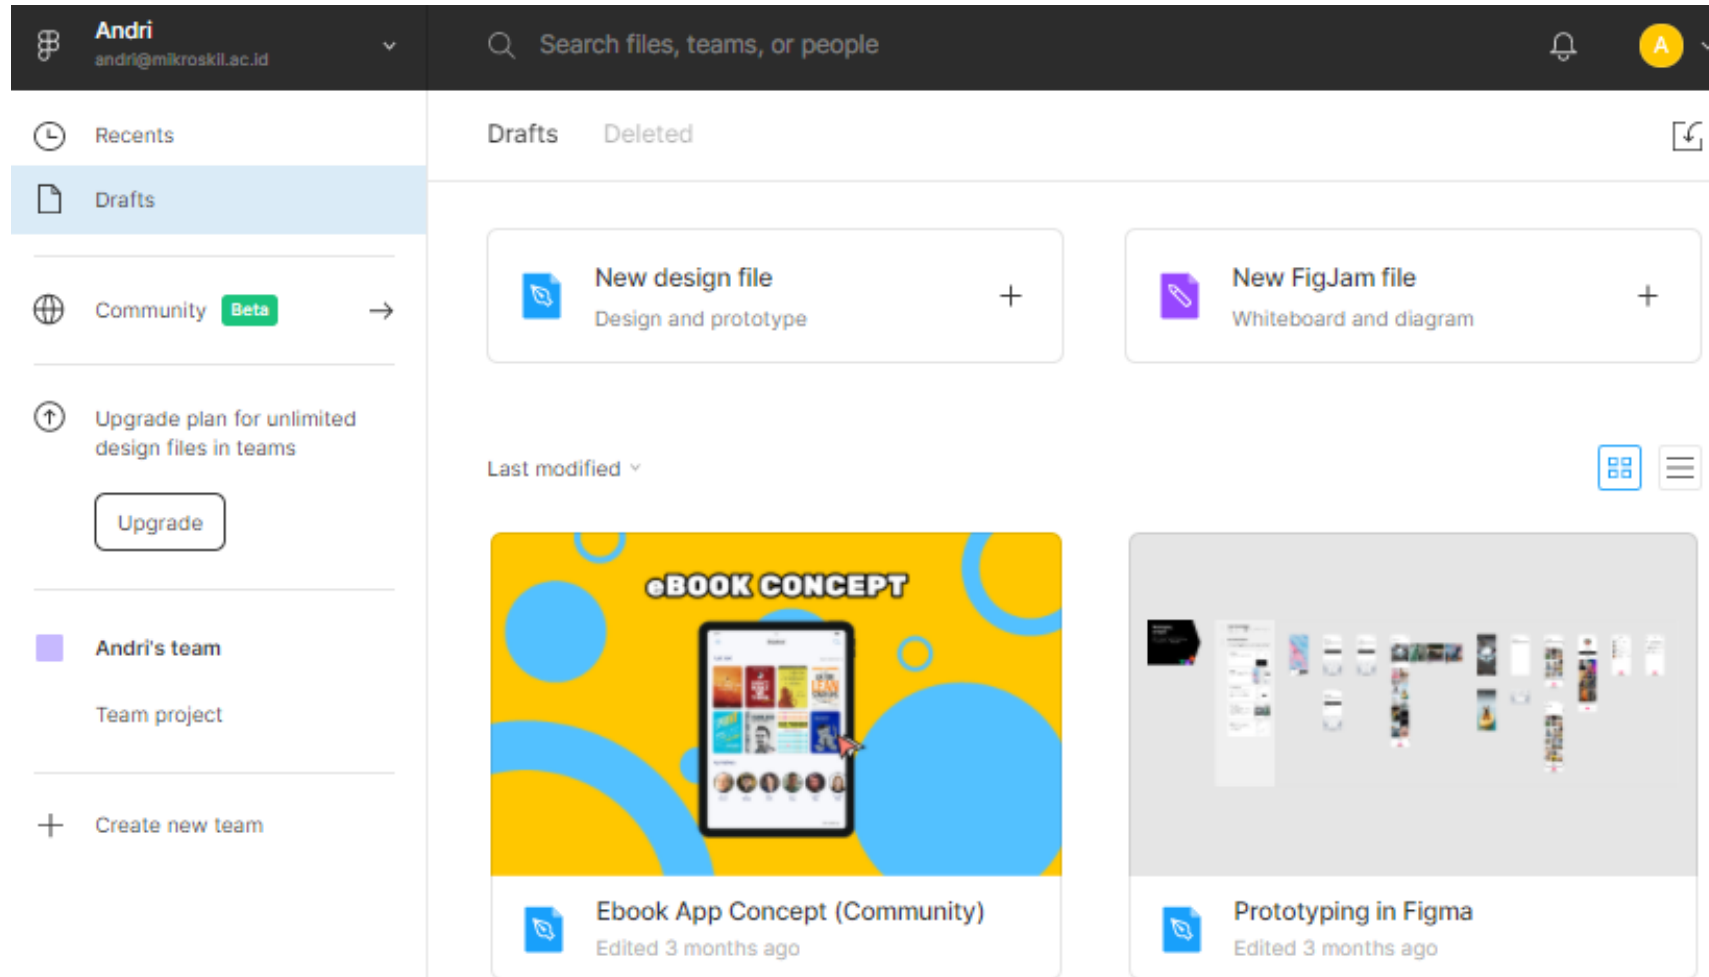 Andri
andri@mikroskil.ac.id
Search files, teams, or people
A
Recents
Drafts
Community Beta
Upgrade plan for unlimited
design files in teams
Upgrade
Andri's team
Team project
Create new team
Drafts Deleted
New design file
Design and prototype
New FigJam file
Whiteboard and diagram
Last modified
eBOOK CONCEPT
LEAN
Ebook App Concept (Community)
Edited 3 months ago
Prototyping in Figma
Edited 3 months ago